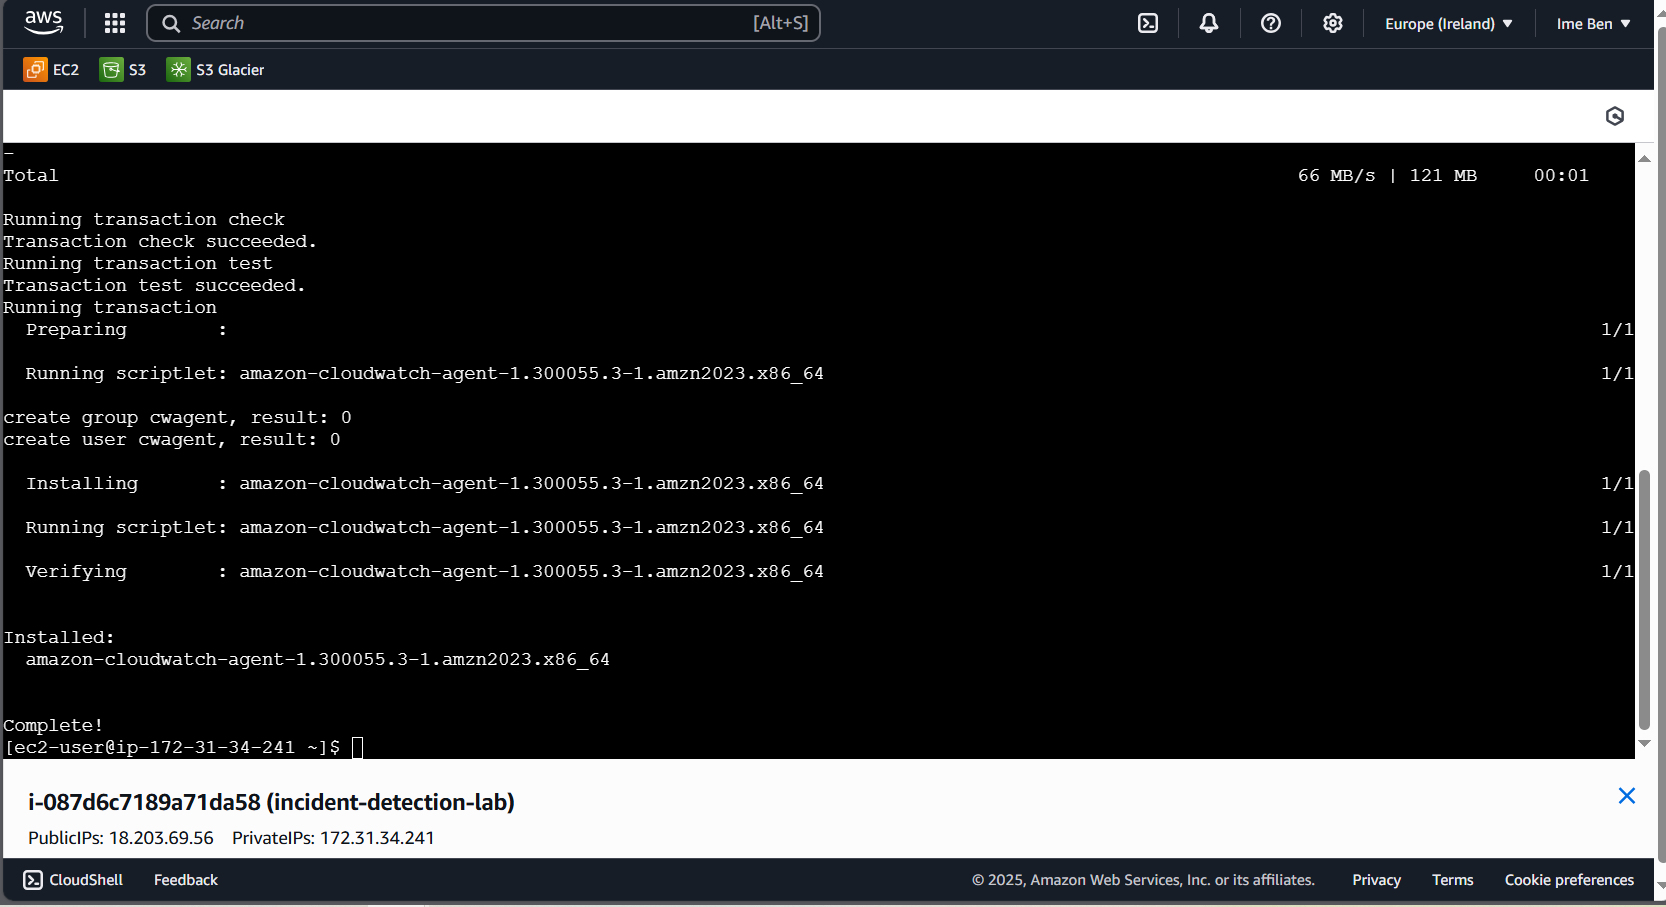 aws
Search [Alt+S]
Europe (Ireland) Ime Ben
EC2 S3 S3 Glacier
Total 66 MB/s | 121 MB 00:01
Running transaction check
Transaction check succeeded.
Running transaction test
Transaction test succeeded.
Running transaction
Preparing : 1/1
Running scriptlet: amazon-cloudwatch-agent-1.300055.3-1.amzn2023.x86_64 1/1
create group cwagent, result: 0
create user cwagent, result: 0
Installing : amazon-cloudwatch-agent-1.300055.3-1.amzn2023.x86_64 1/1
Running scriptlet: amazon-cloudwatch-agent-1.300055.3-1.amzn2023.x86_64 1/1
Verifying : amazon-cloudwatch-agent-1.300055.3-1.amzn2023.x86_64 1/1
Installed:
amazon-cloudwatch-agent-1.300055.3-1.amzn2023.x86_64
Complete!
[ec2-user@ip-172-31-34-241 ~]$
i-087d6c7189a71da58 (incident-detection-lab)
PublicIPs: 18.203.69.56 PrivateIPs: 172.31.34.241
CloudShell Feedback © 2025, Amazon Web Services, Inc. or its affiliates. Privacy Terms Cookie preferences